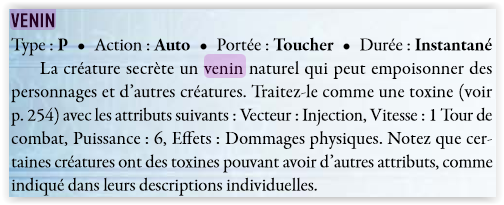 VENIN
Type : P • Action : Auto • Portée : Toucher • Durée : Instantané
La créature secrète un venin naturel qui peut empoisonner des
personnages et d'autres créatures. Traitez-le comme une toxine (voir
p. 254) avec les attributs suivants : Vecteur : Injection, Vitesse : 1 Tour de
combat, Puissance : 6, Effets : Dommages physiques. Notez que cer-
taines créatures ont des toxines pouvant avoir d'autres attributs, comme
indiqué dans leurs descriptions individuelles.